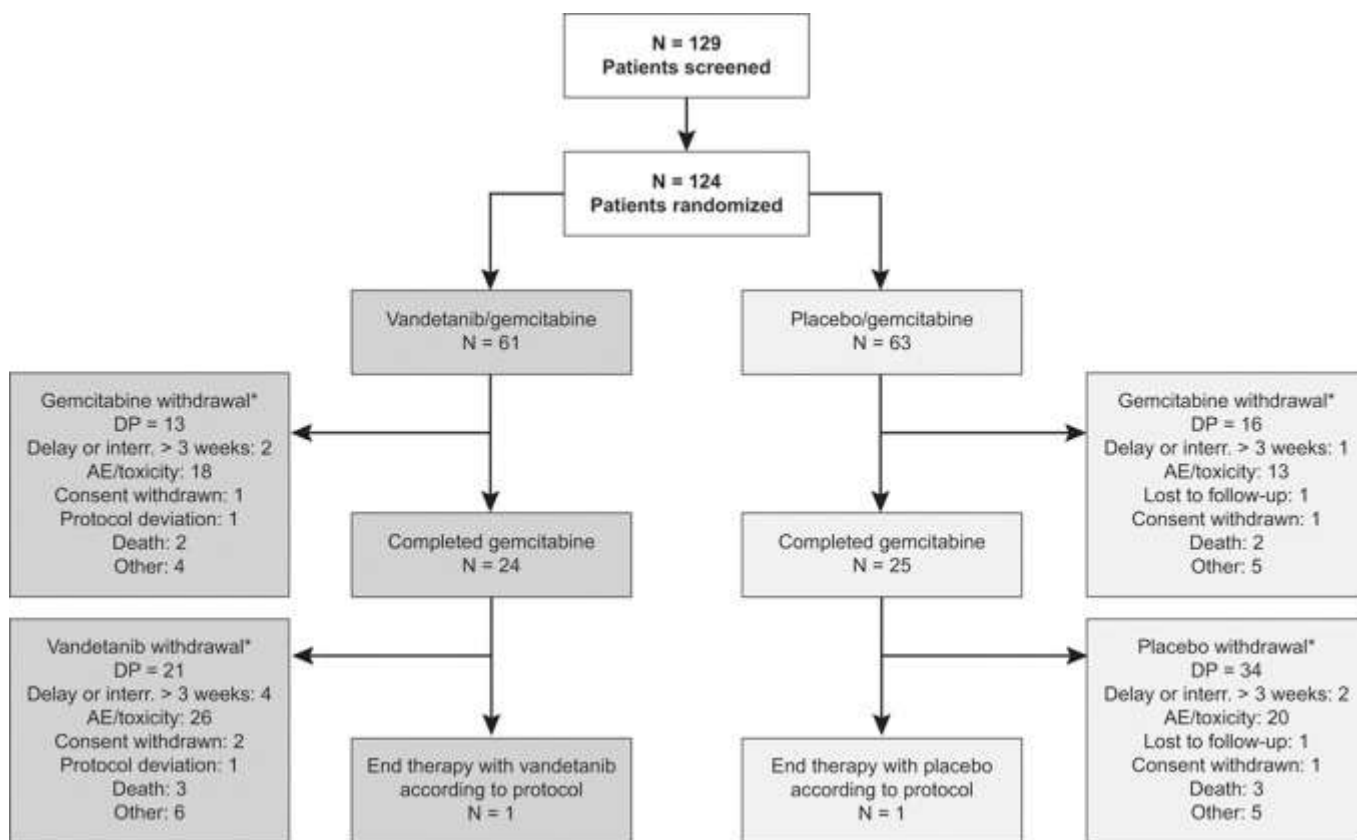 N = 129
Patients screened
N = 124
Patients randomized
Vandetanib/gemcitabine
N = 61
Placebo/gemcitabine
N = 63
Gemcitabine withdrawal*
DP = 13
Delay or interr. > 3 weeks: 2
AE/toxicity: 18
Consent withdrawn: 1
Protocol deviation: 1
Death: 2
Other: 4
Gemcitabine withdrawal*
DP = 16
Delay or interr. > 3 weeks: 1
AE/toxicity: 13
Lost to follow-up: 1
Consent withdrawn: 1
Death: 2
Other: 5
Completed gemcitabine
N = 24
Completed gemcitabine
N = 25
Vandetanib withdrawal*
DP = 21
Delay or interr. > 3 weeks: 4
AE/toxicity: 26
Consent withdrawn: 2
Protocol deviation: 1
Death: 3
Other: 6
Placebo withdrawal*
DP = 34
Delay or interr. > 3 weeks: 2
AE/toxicity: 20
Lost to follow-up: 1
Consent withdrawn: 1
Death: 3
Other: 5
End therapy with vandetanib
according to protocol
N = 1
End therapy with placebo
according to protocol
N = 1